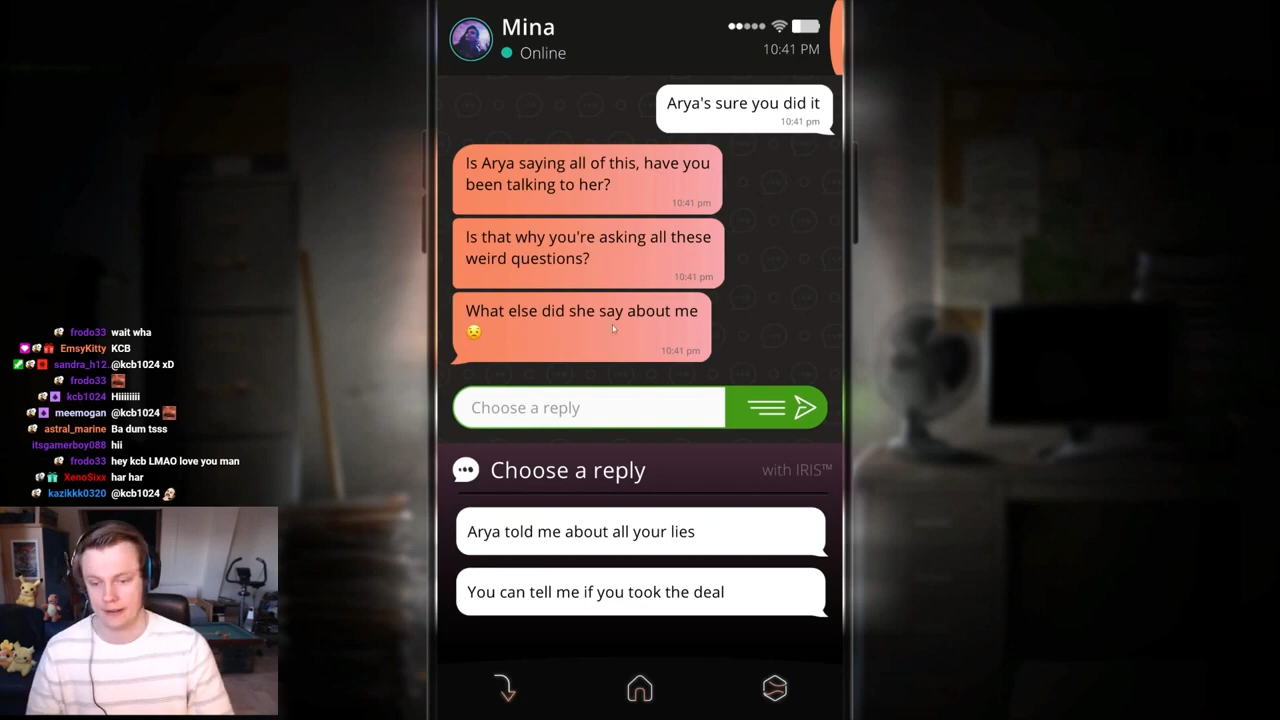 Mina
Online
10:41 PM
Arya's sure you did it
10:41 pm
Is Arya saying all of this, have you
been talking to her?
10:41 pm
Is that why you're asking all these
weird questions?
10:41 pm
What else did she say about me
😟
10:41 pm
Choose a reply
Choose a reply
with IRIS™
Arya told me about all your lies
You can tell me if you took the deal
frodo33 wait wha
EmsyKitty KCB
sandra_h12.. @kcb1024 xD
frodo33
kcb1024 Hiiiiiiii
meemogan @kcb1024
astral_marine Ba dum tsss
itsgamerboy088 hii
frodo33 hey kcb LMAO love you man
XenoSixx har har
kazikkk0320 @kcb1024